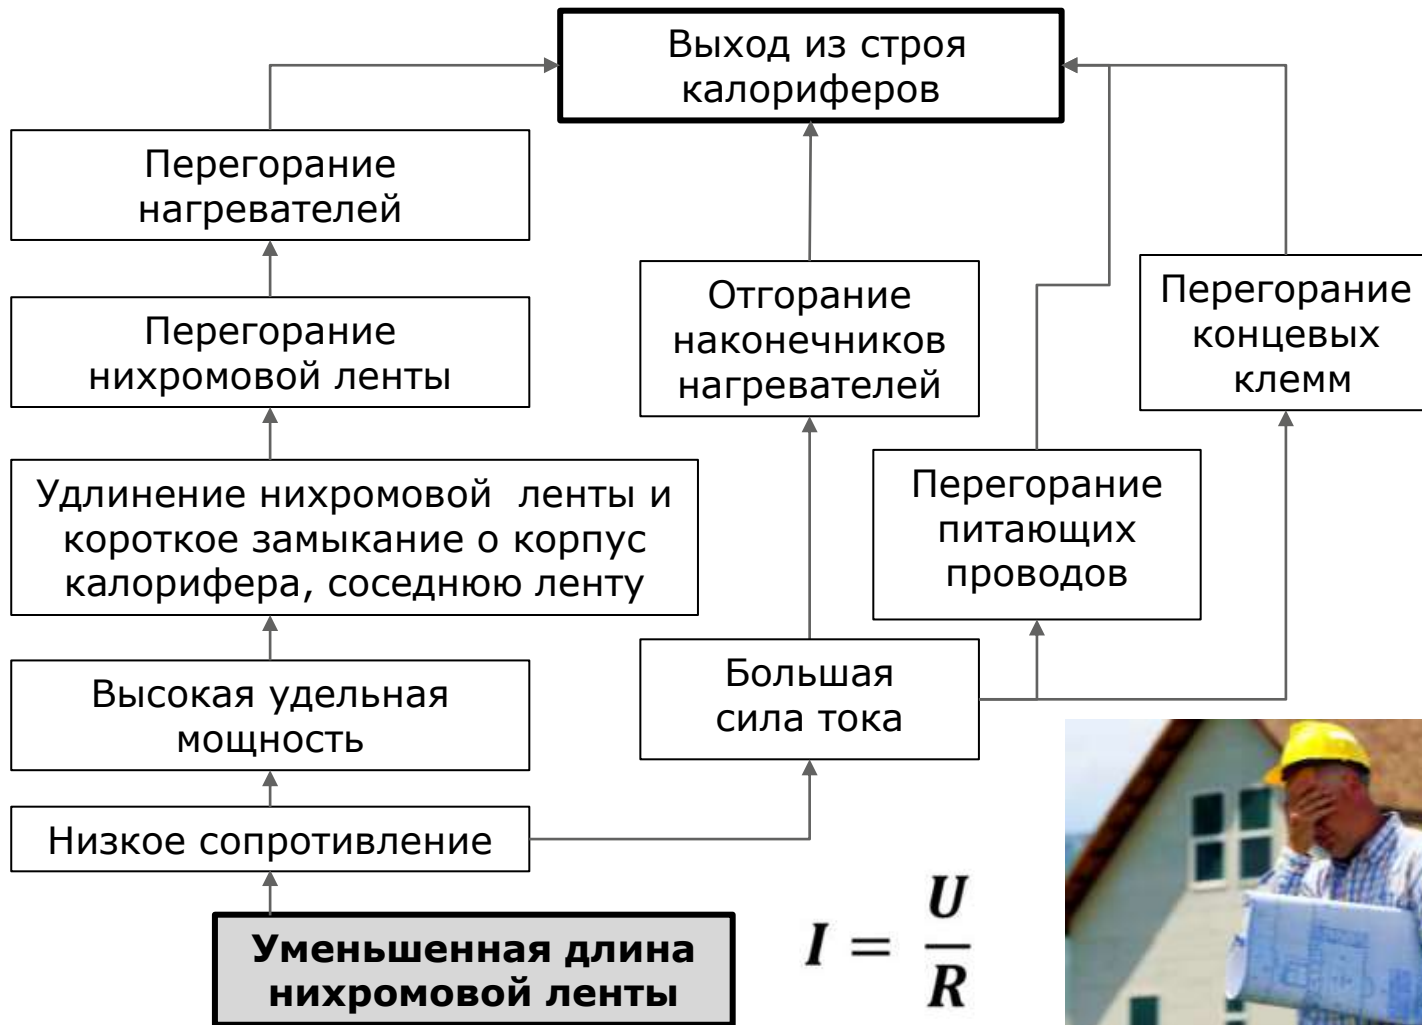 Выход из строя
калориферов
Перегорание
нагревателей
Перегорание
нихромовой ленты
Удлинение нихромовой ленты и
короткое замыкание о корпус
калорифера, соседнюю ленту
Высокая удельная
мощность
Низкое сопротивление
Уменьшенная длина
нихромовой ленты
Отгорание
наконечников
нагревателей
Большая
сила тока
Перегорание
питающих
проводов
Перегорание
концевых
клемм
I = U/R